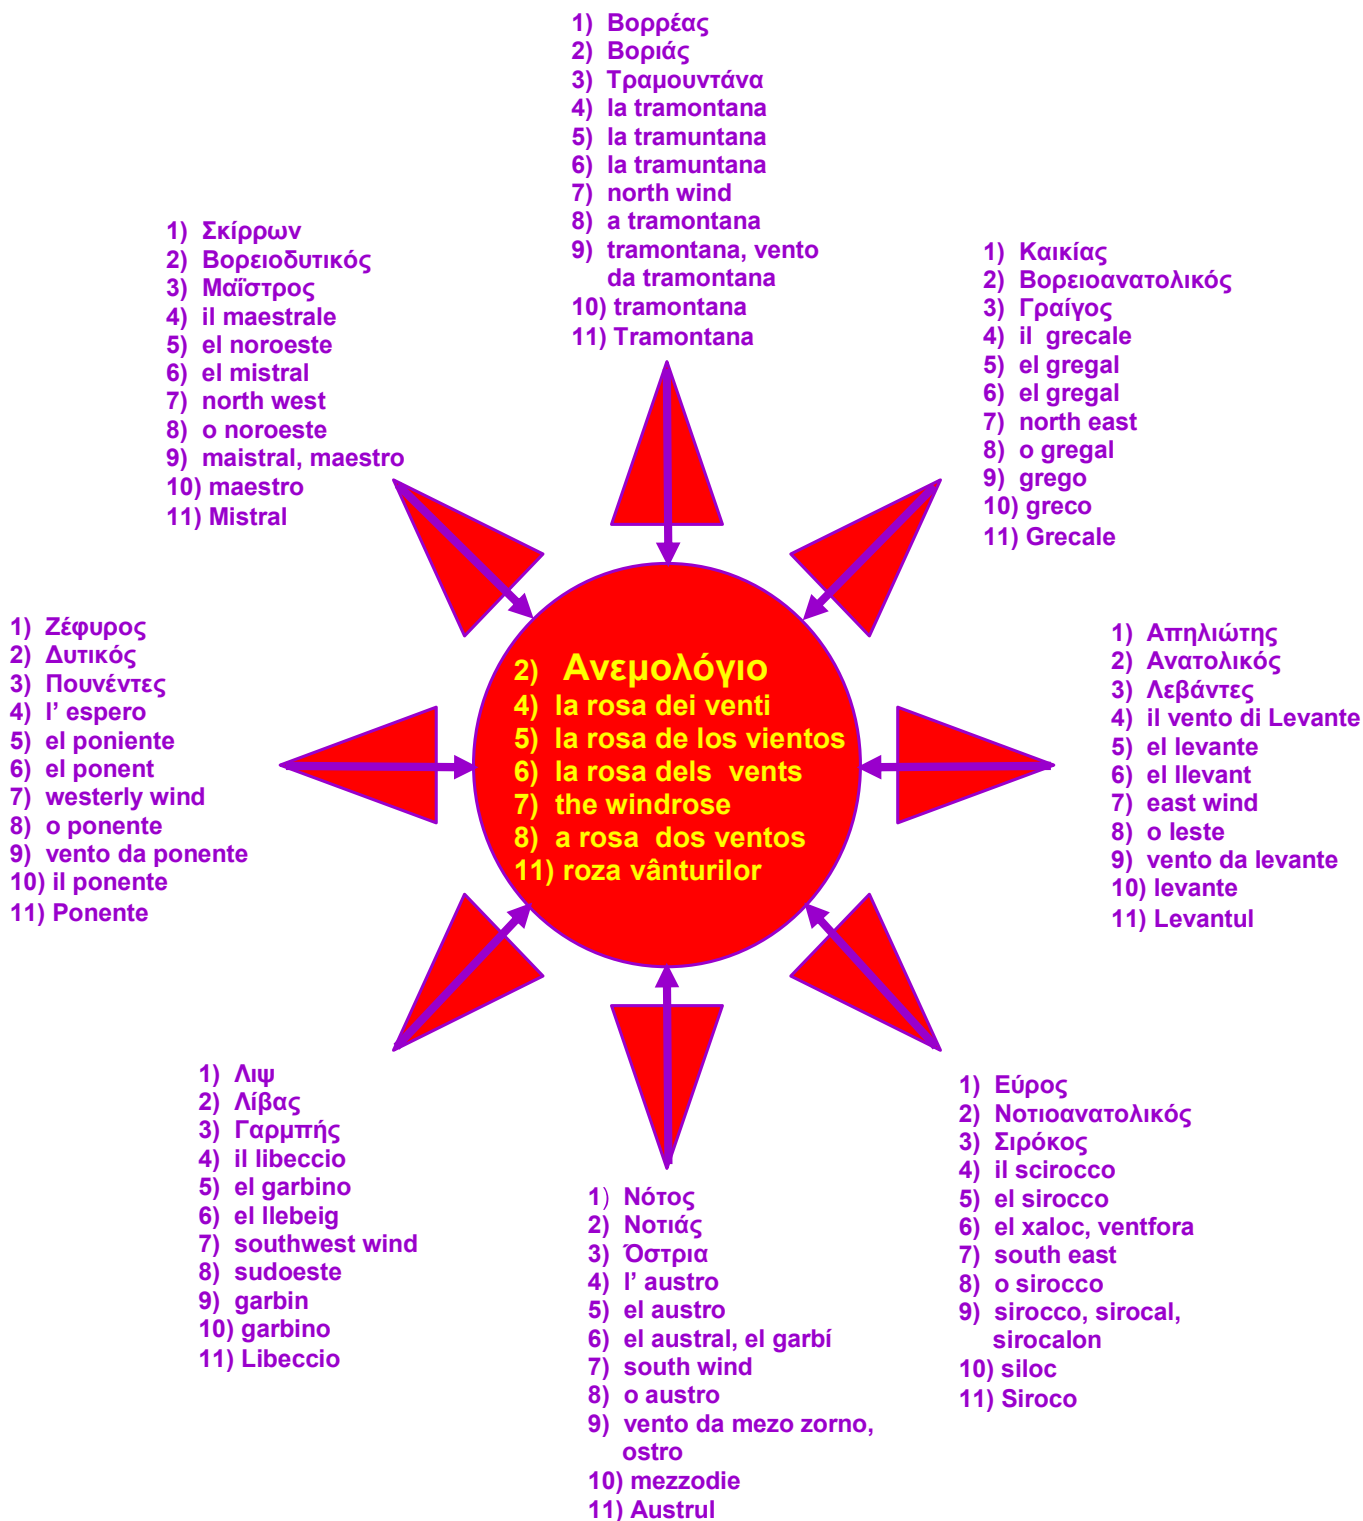 1) Βορρέας
2) Βοριάς
3) Τραμουντάνα
4) la tramontana
5) la tramuntana
6) la tramuntana
7) north wind
8) a tramontana
9) tramontana, vento
da tramontana
10) tramontana
11) Tramontana
1) Σκίρρων
2) Βορειοδυτικός
3) Μαΐστρος
4) il maestrale
5) el noroeste
6) el mistral
7) north west
8) o noroeste
9) maistral, maestro
10) maestro
11) Mistral
1) Καικίας
2) Βορειοανατολικός
3) Γραίγος
4) il grecale
5) el gregal
6) el gregal
7) north east
8) o gregal
9) grego
10) greco
11) Grecale
1) Ζέφυρος
2) Δυτικός
3) Πουνέντες
4) l’ espero
5) el poniente
6) el ponent
7) westerly wind
8) o ponente
9) vento da ponente
10) il ponente
11) Ponente
2) Ανεμολόγιο
4) la rosa dei venti
5) la rosa de los vientos
6) la rosa dels vents
7) the windrose
8) a rosa dos ventos
11) roza vânturilor
1) Απηλιώτης
2) Ανατολικός
3) Λεβάντες
4) il vento di Levante
5) el levante
6) el llevant
7) east wind
8) o leste
9) vento da levante
10) levante
11) Levantul
1) Λιψ
2) Λίβας
3) Γαρμπής
4) il libeccio
5) el garbino
6) el llebeig
7) southwest wind
8) sudoeste
9) garbin
10) garbino
11) Libeccio
1) Νότος
2) Νοτιάς
3) Όστρια
4) l’ austro
5) el austro
6) el austral, el garbí
7) south wind
8) o austro
9) vento da mezo zorno,
ostro
10) mezzodie
11) Austrul
1) Εύρος
2) Νοτιοανατολικός
3) Σιρόκος
4) il scirocco
5) el sirocco
6) el xaloc, ventfora
7) south east
8) o sirocco
9) sirocco, sirocal,
sirocalon
10) siloc
11) Siroco